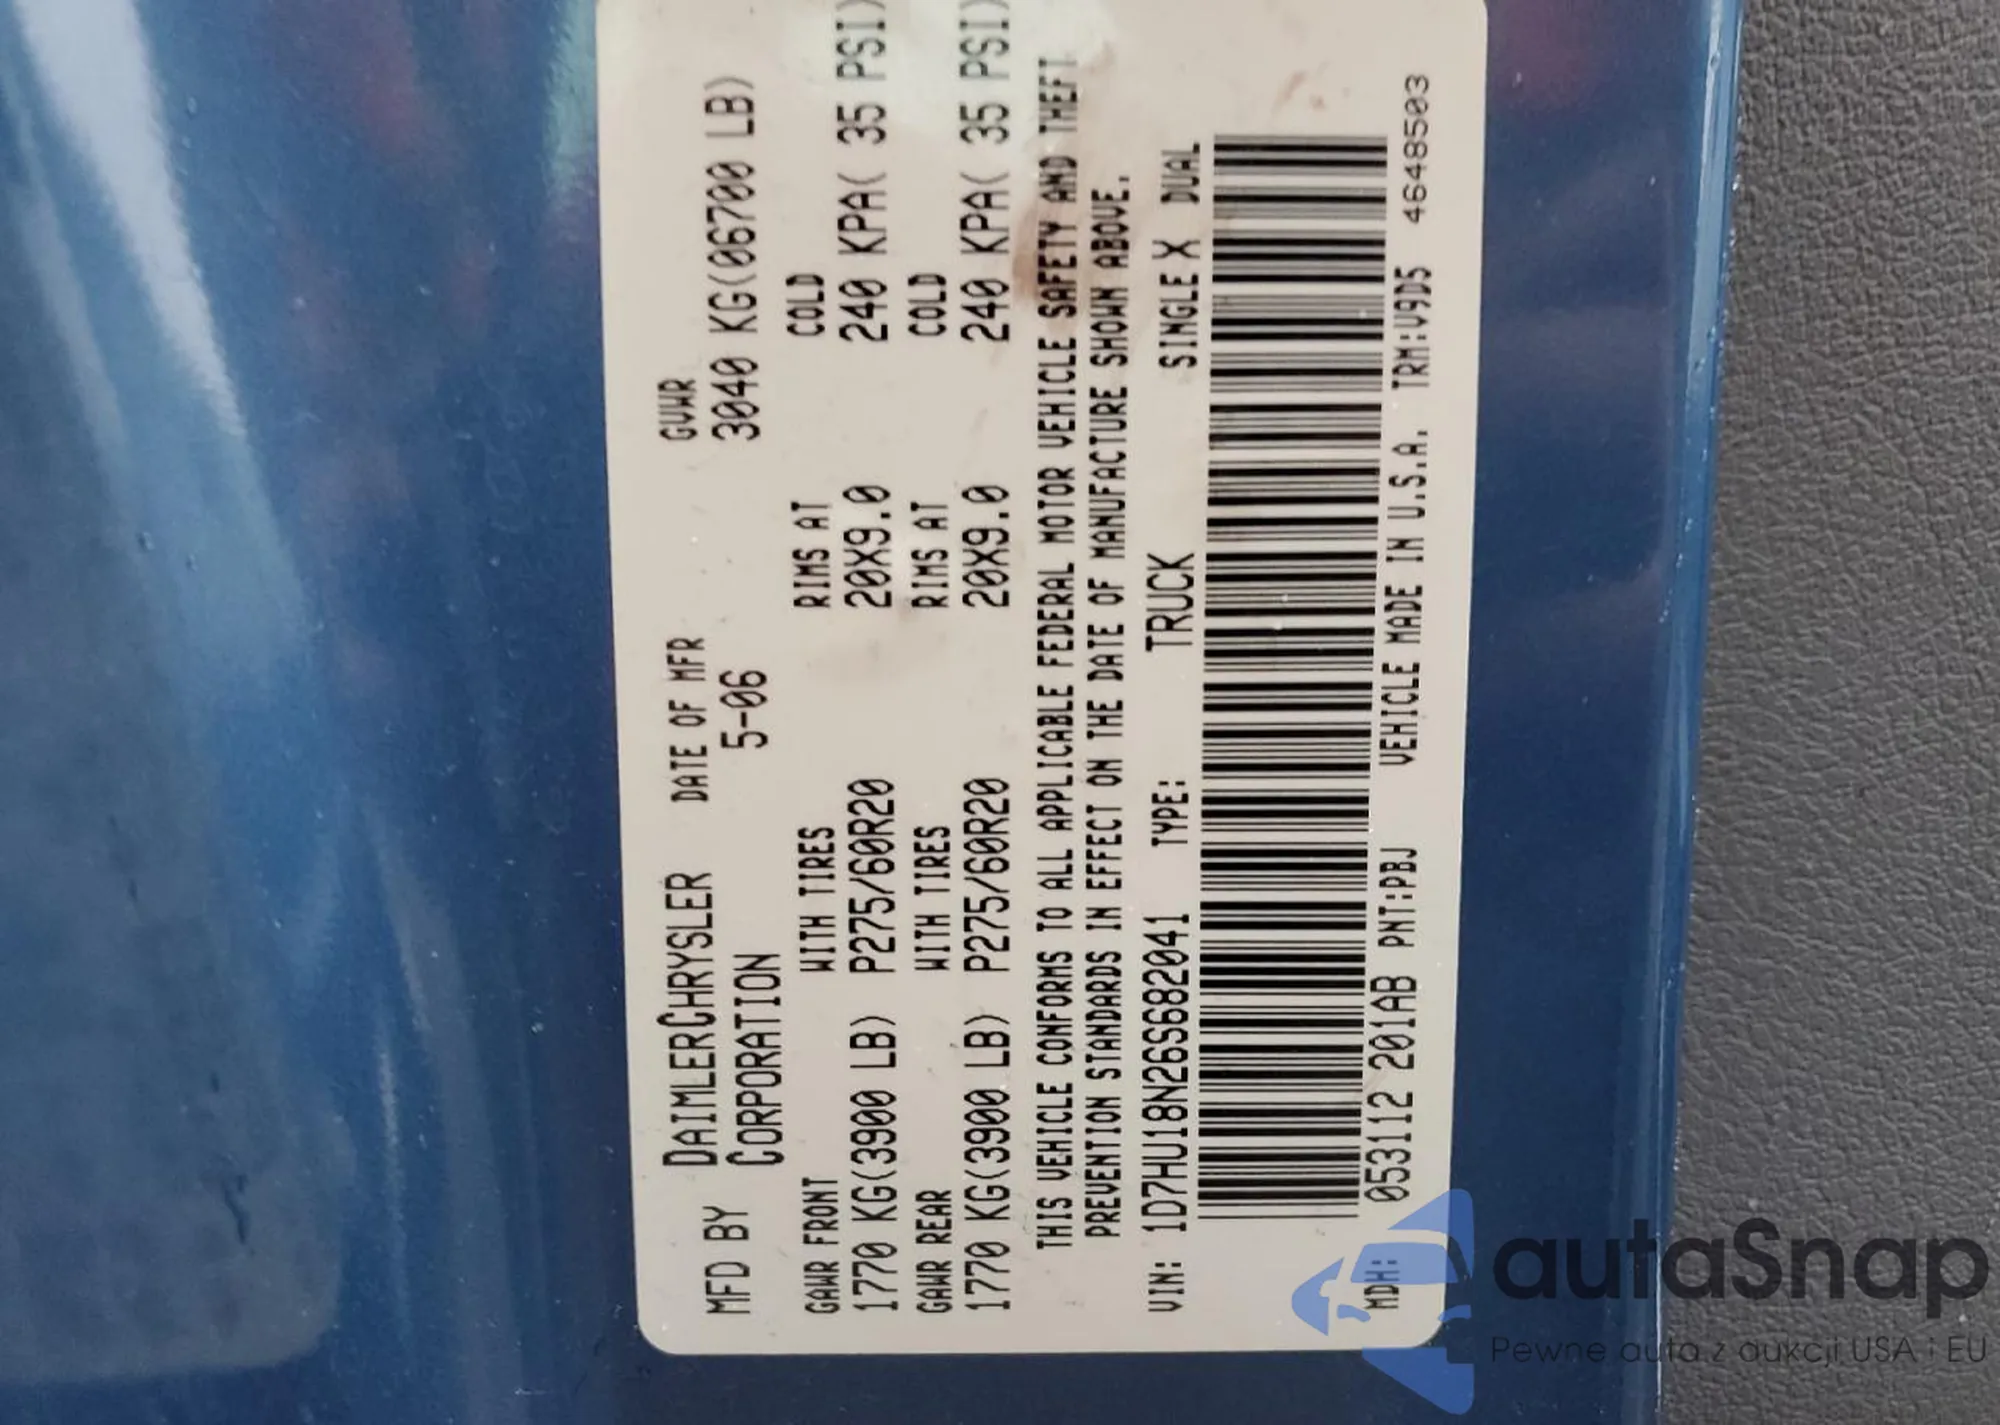 MFD BY DAIMLERCHRYSLER CORPORATION DATE OF MFR 5-06 GVWR 3040 KG(06700 LB)
GAWR FRONT WITH TIRES RIMS AT COLD
1770 KG(3900 LB) P275/60R20 20X9.0 240 KPA( 35 PSI)
GAWR REAR WITH TIRES RIMS AT COLD
1770 KG(3900 LB) P275/60R20 20X9.0 240 KPA( 35 PSI)
THIS VEHICLE CONFORMS TO ALL APPLICABLE FEDERAL MOTOR VEHICLE SAFETY AND THEFT
PREVENTION STANDARDS IN EFFECT ON THE DATE OF MANUFACTURE SHOWN ABOVE.
VIN: 1D7HU18N26S682041 TYPE: TRUCK SINGLE X DUAL
MDH: 053112 201AB PNT:PBJ VEHICLE MADE IN U.S.A. TRM:V9D5 4648503
autaSnap
Pewne auta z aukcji USA i EU